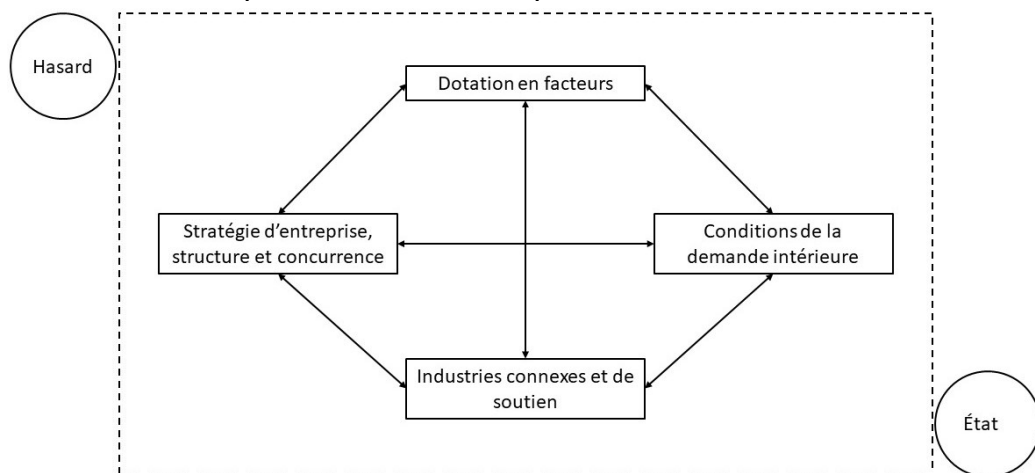 Hasard
Dotation en facteurs
Stratégie d’entreprise,
structure et concurrence
Conditions de la
demande intérieure
Industries connexes et de
soutien
État